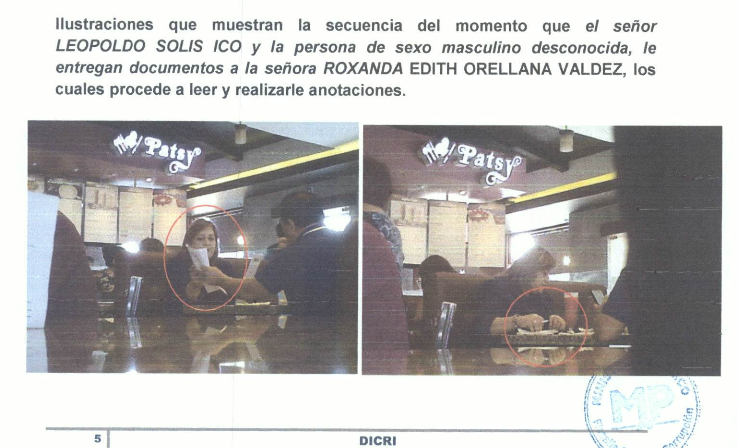 Ilustraciones que muestran la secuencia del momento que el señor
LEOPOLDO SOLIS ICO y la persona de sexo masculino desconocida, le
entregan documentos a la señora ROXANDA EDITH ORELLANA VALDEZ, los
cuales procede a leer y realizarle anotaciones.
Patsy
Patsy
MP
5
DICRI